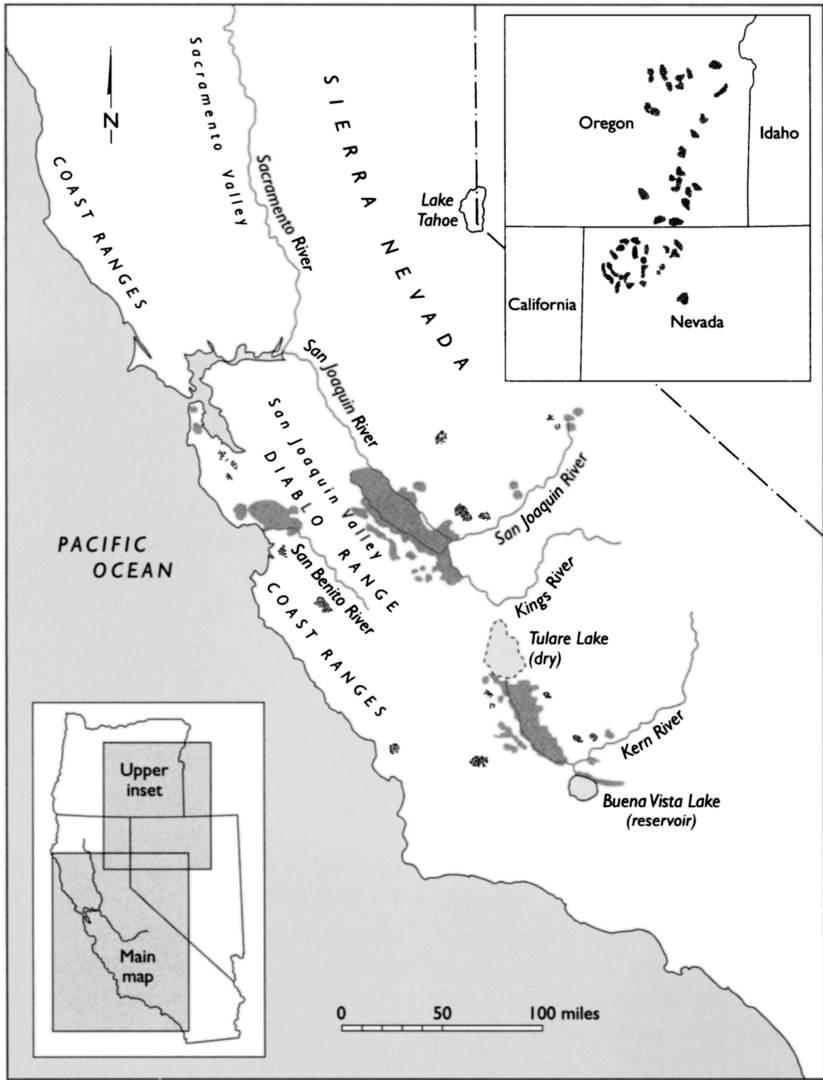 N
Sacramento
Valley
COAST RANGES
Sacramento River
SIERRA NEVADA
Lake
Tahoe
Oregon
Idaho
California
Nevada
San Joaquin River
San Joaquin Valley
DIABLO RANGE
San Joaquin River
PACIFIC
OCEAN
San Benito River
COAST RANGES
Kings River
Tulare Lake
(dry)
Kern River
Buena Vista Lake
(reservoir)
Upper
inset
Main
map
0 50 100 miles